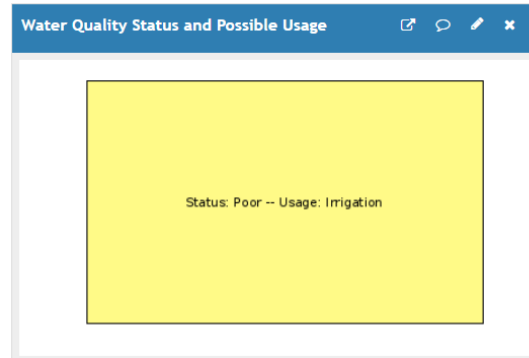 Water Quality Status and Possible Usage
Status: Poor -- Usage: Irrigation